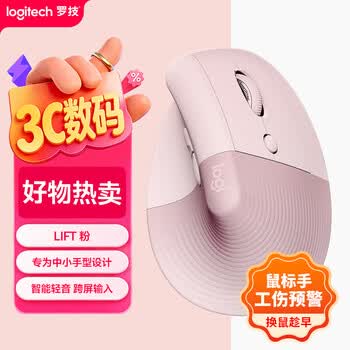 logitech 罗技
%
3C数码
好物热卖
LIFT 粉
专为中小手型设计
智能轻音 跨屏输入
logi
鼠标手
工伤预警
换鼠趁早